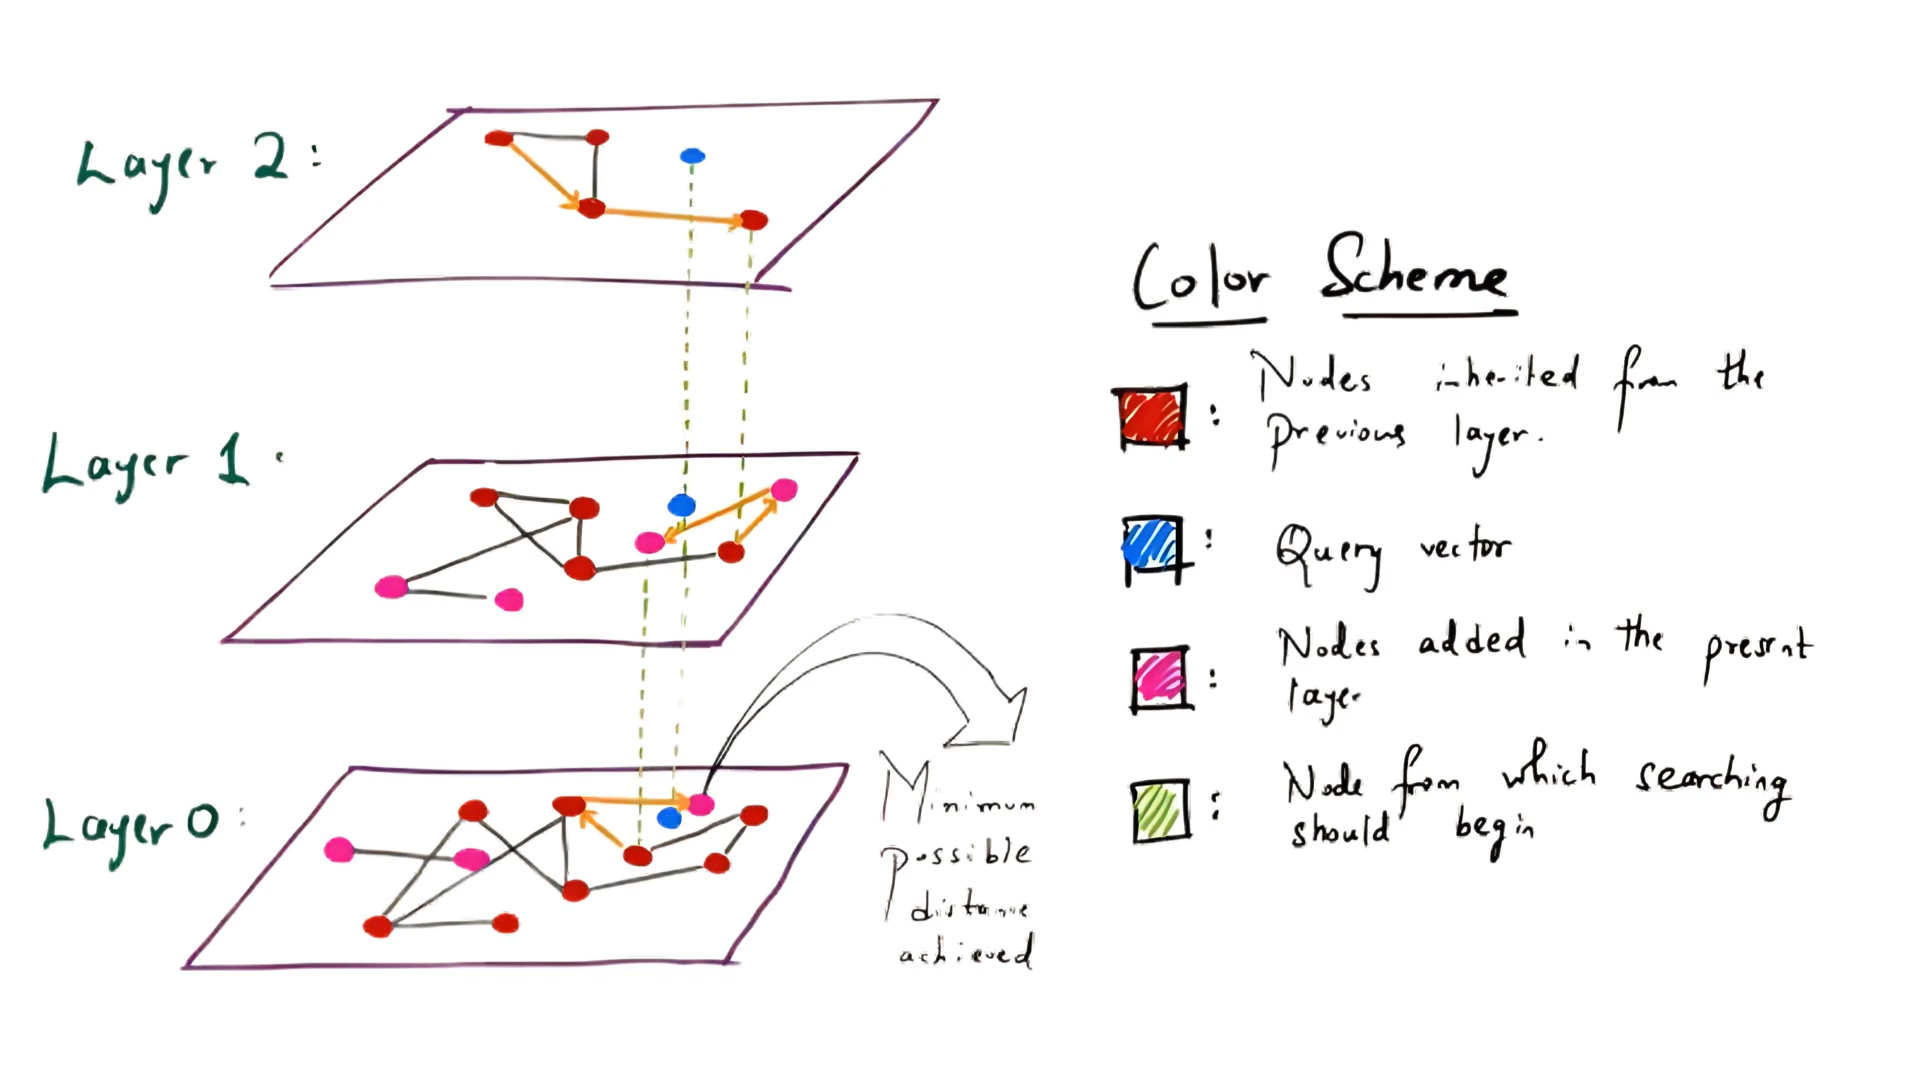 Layer 2:
Layer 1:
Layer 0:
Minimum
possible
distance
achieved
Color Scheme
: Nodes inherited from the
previous layer.
: Query vector
: Nodes added in the present
layer
: Node from which searching
should begin